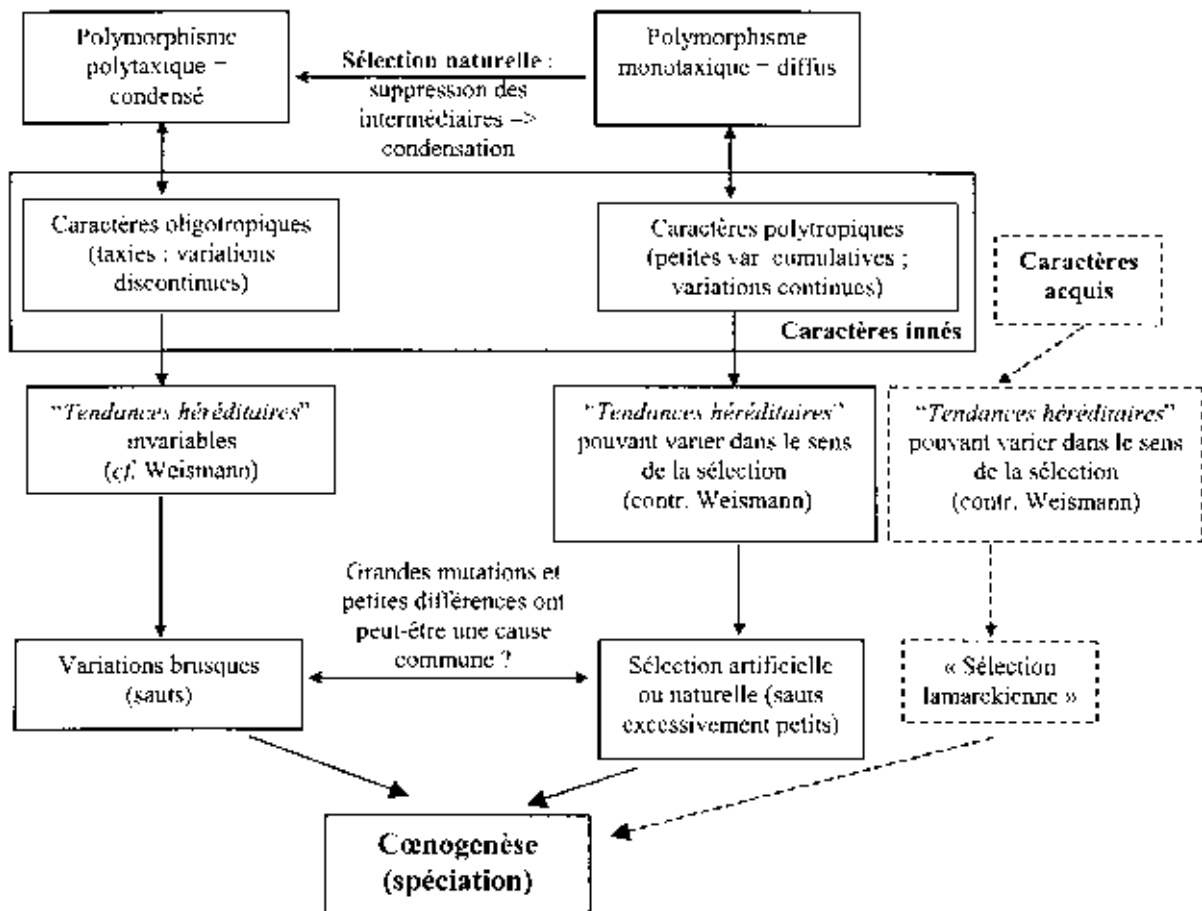 Polymorphisme
polytaxique =
condensé
Sélection naturelle :
suppression des
intermédiaires –>
condensation
Polymorphisme
monotaxique = diffus
Caractères oligotropiques
(taxies ; variations
discontinues)
Caractères polytropiques
(petites var. cumulatives ;
variations continues)
Caractères innés
Caractères
acquis
“Tendances héréditaires”
invariables
(cf. Weismann)
“Tendances héréditaires”
pouvant varier dans le sens
de la sélection
(contr. Weismann)
“Tendances héréditaires”
pouvant varier dans le sens
de la sélection
(contr. Weismann)
Grandes mutations et
petites différences ont
peut-être une cause
commune ?
Variations brusques
(sauts)
Sélection artificielle
ou naturelle (sauts
excessivement petits)
« Sélection
lamarckienne »
Cœnogenèse
(spéciation)